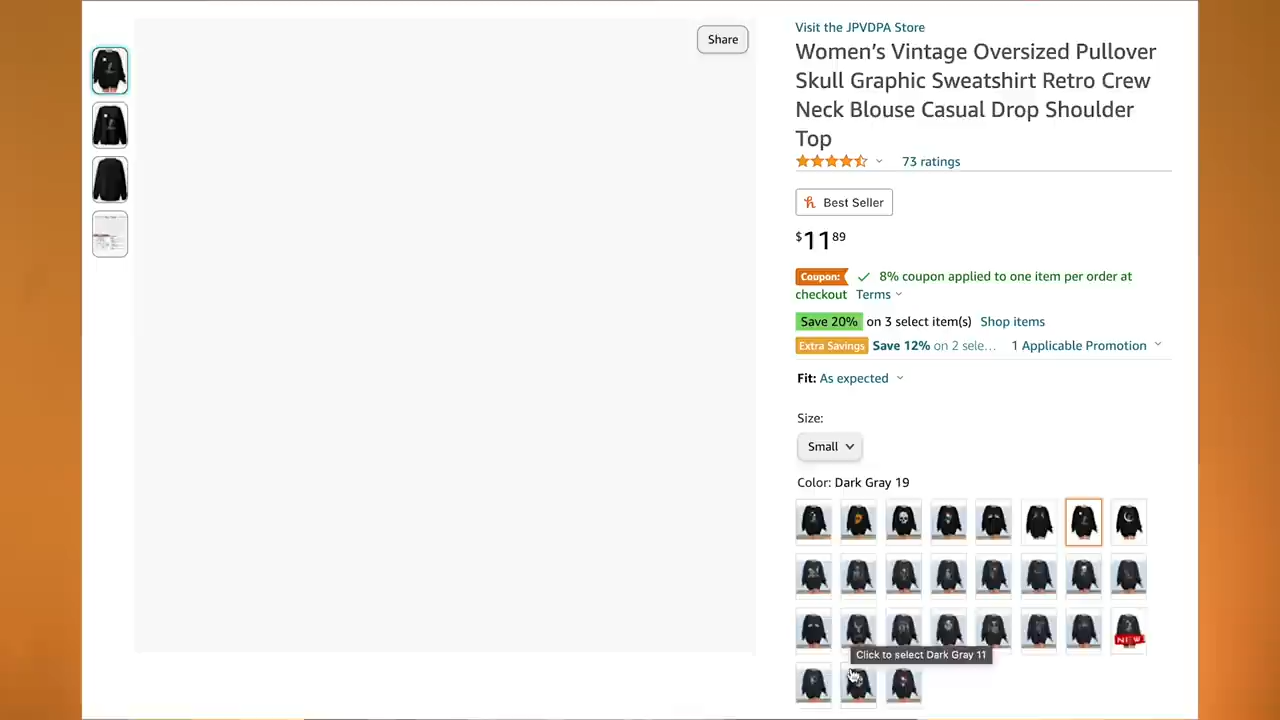 Share
Visit the JPVDPA Store
Women’s Vintage Oversized Pullover
Skull Graphic Sweatshirt Retro Crew
Neck Blouse Casual Drop Shoulder
Top
73 ratings
Best Seller
$11 89
Coupon: 8% coupon applied to one item per order at
checkout Terms
Save 20% on 3 select item(s) Shop items
Extra Savings Save 12% on 2 sele... 1 Applicable Promotion
Fit: As expected
Size:
Small
Color: Dark Gray 19
NEW
Click to select Dark Gray 11